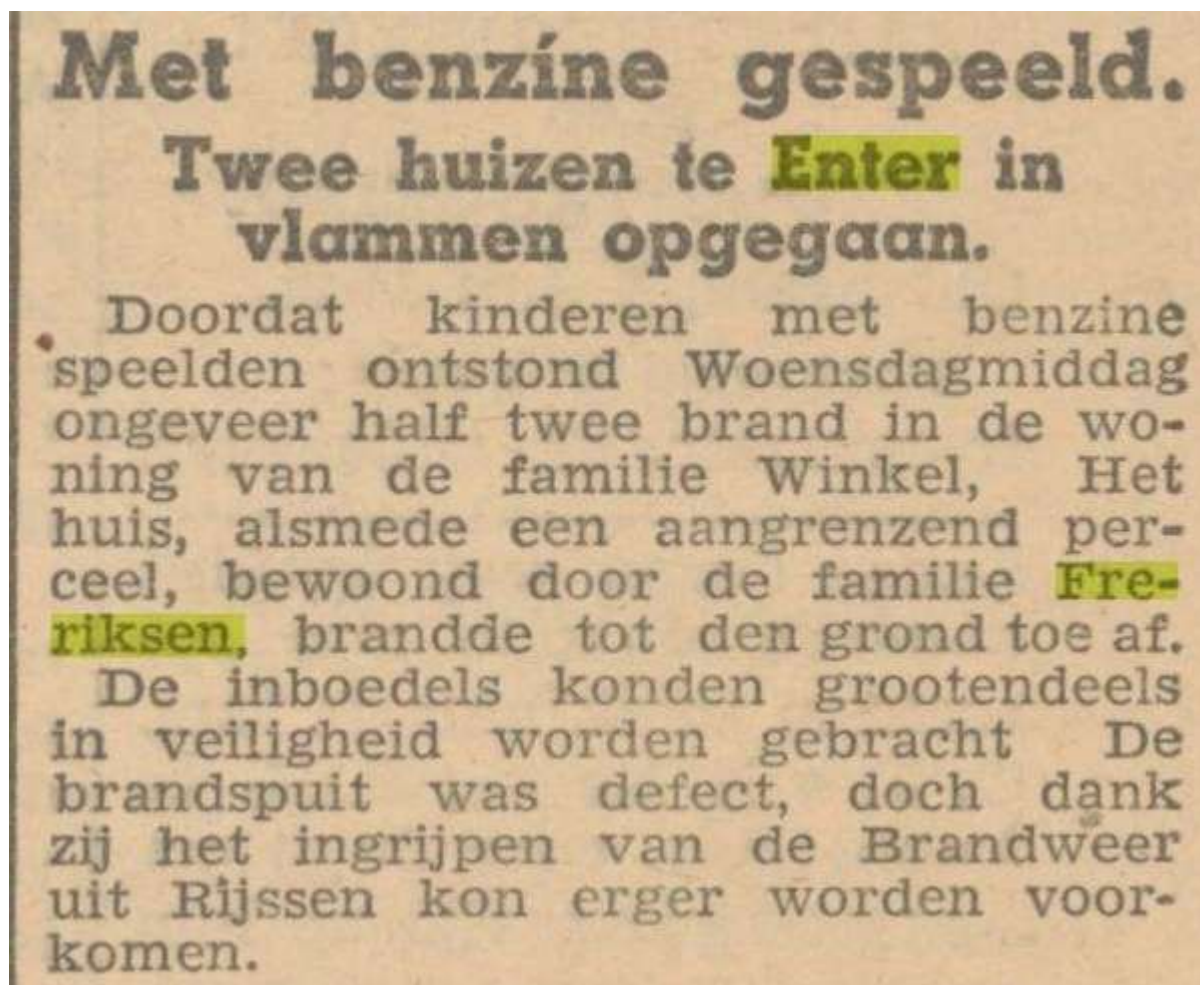 Met benzine gespeeld.
Twee huizen te Enter in
vlammen opgegaan.
Doordat kinderen met benzine
speelden ontstond Woensdagmiddag
ongeveer half twee brand in de wo-
ning van de familie Winkel, Het
huis, alsmede een aangrenzend per-
ceel, bewoond door de familie Fre-
riksen, brandde tot den grond toe af.
De inboedels konden grootendeels
in veiligheid worden gebracht De
brandspuit was defect, doch dank
zij het ingrijpen van de Brandweer
uit Rijssen kon erger worden voor-
komen.